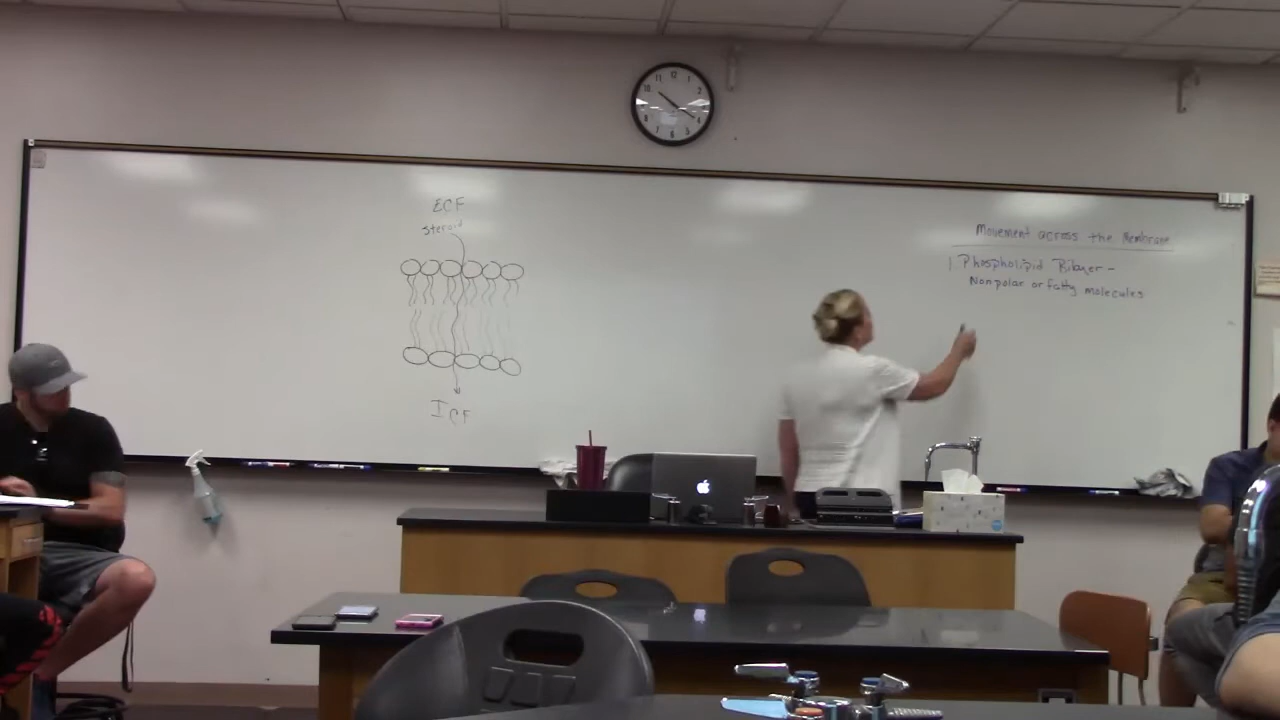 ECF
steroid
ICF
Movement across the Membrane
1 Phospholipid Bilayer -
Nonpolar or fatty molecules